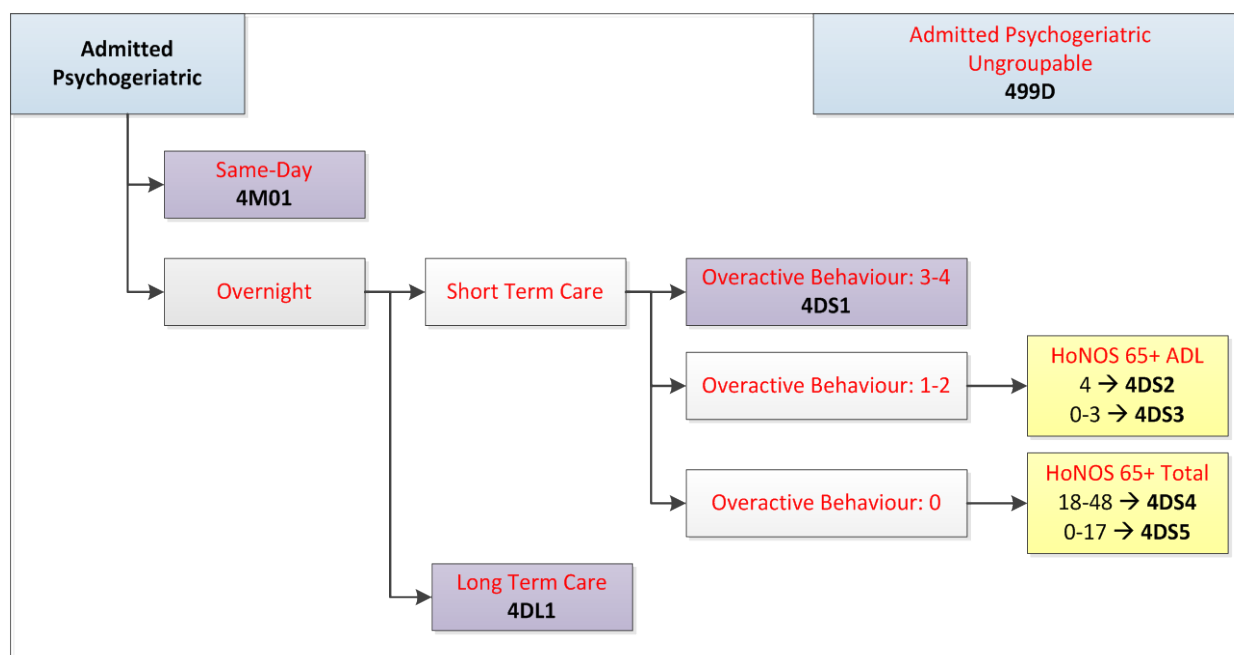 Admitted
Psychogeriatric
Admitted Psychogeriatric
Ungroupable
499D
Same-Day
4M01
Overnight
Short Term Care
Overactive Behaviour: 3-4
4DS1
Overactive Behaviour: 1-2
HoNOS 65+ ADL
4 → 4DS2
0-3 → 4DS3
Overactive Behaviour: 0
HoNOS 65+ Total
18-48 → 4DS4
0-17 → 4DS5
Long Term Care
4DL1